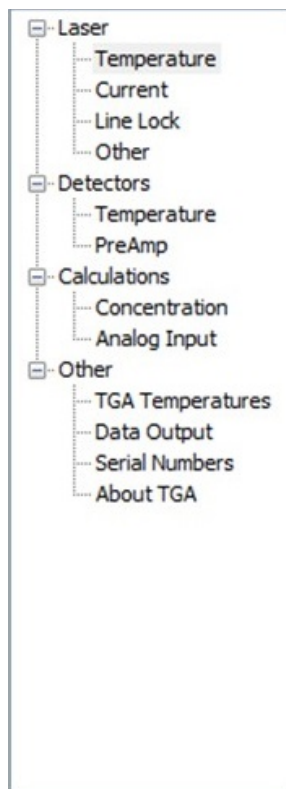 Laser
Temperature
Current
Line Lock
Other
Detectors
Temperature
PreAmp
Calculations
Concentration
Analog Input
Other
TGA Temperatures
Data Output
Serial Numbers
About TGA